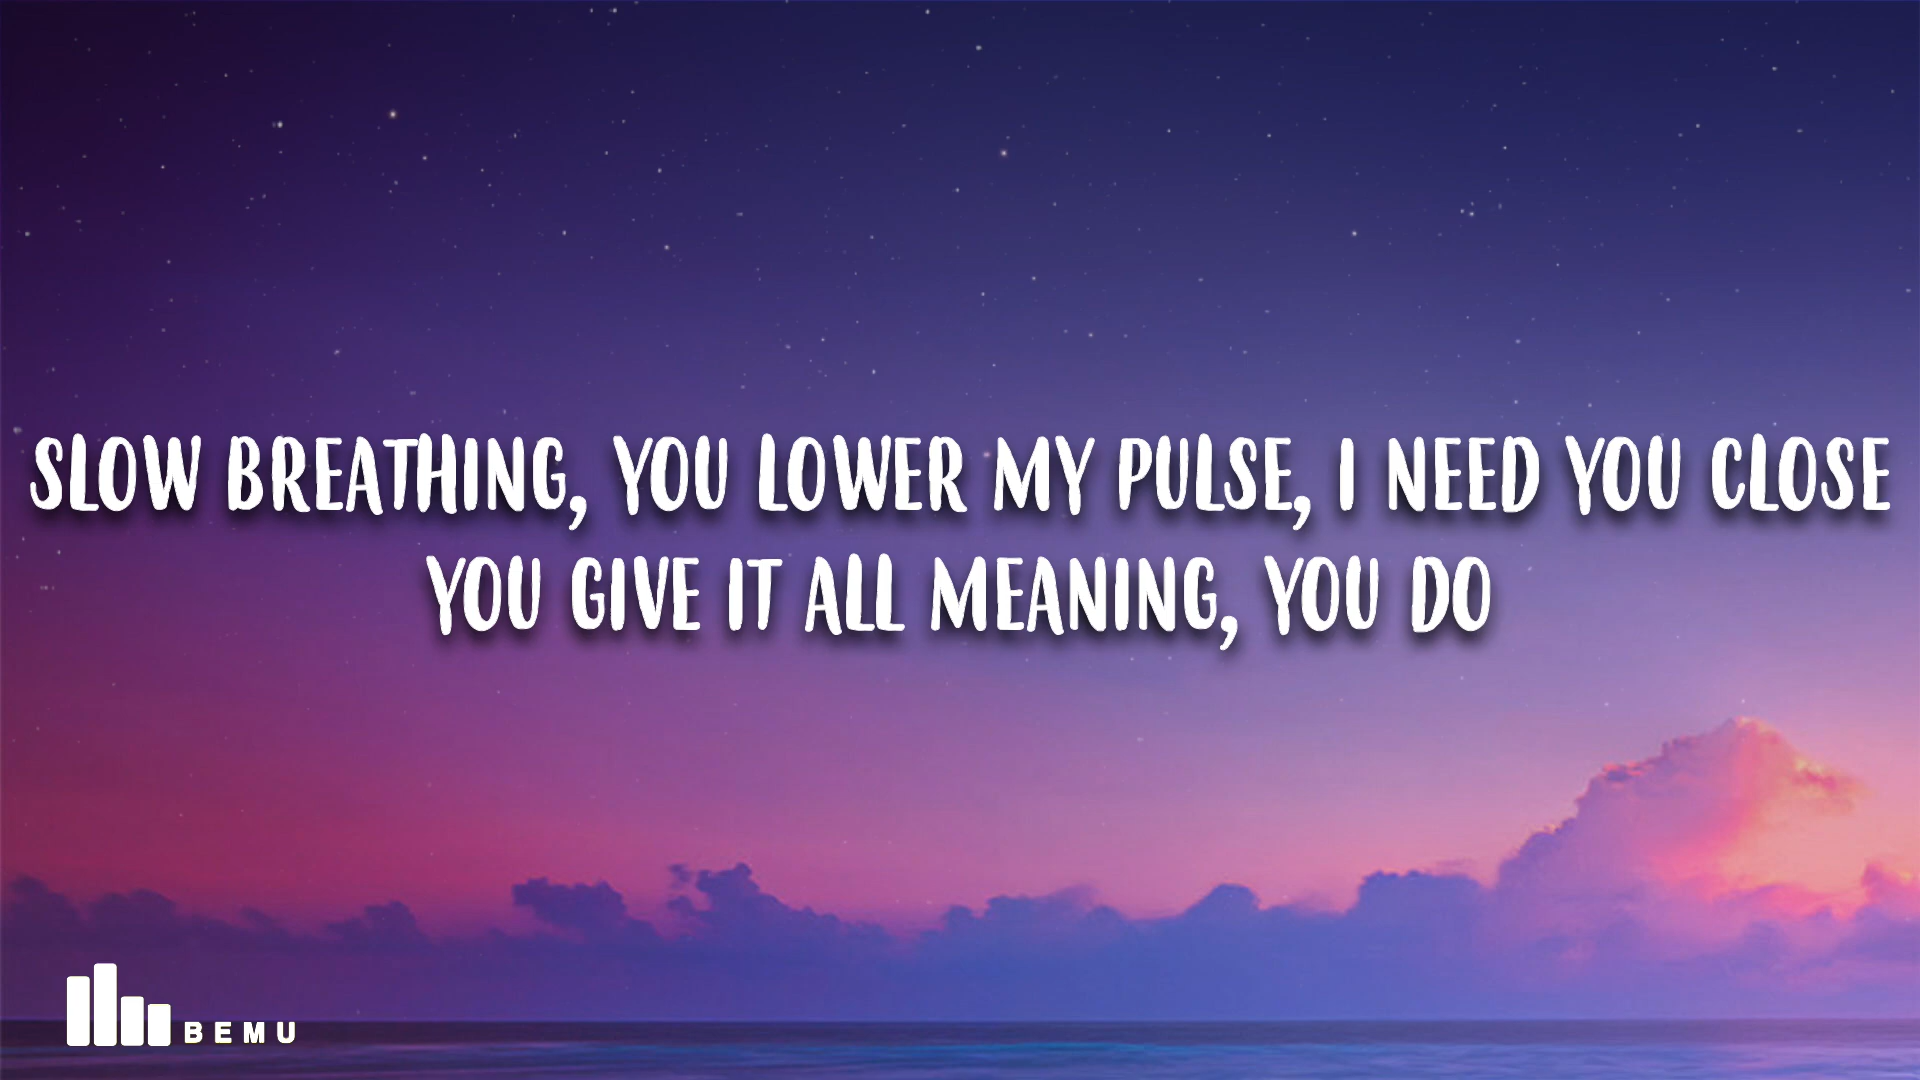 SLOW BREATHING, YOU LOWER MY PULSE, I NEED YOU CLOSE
YOU GIVE IT ALL MEANING, YOU DO
BEMU